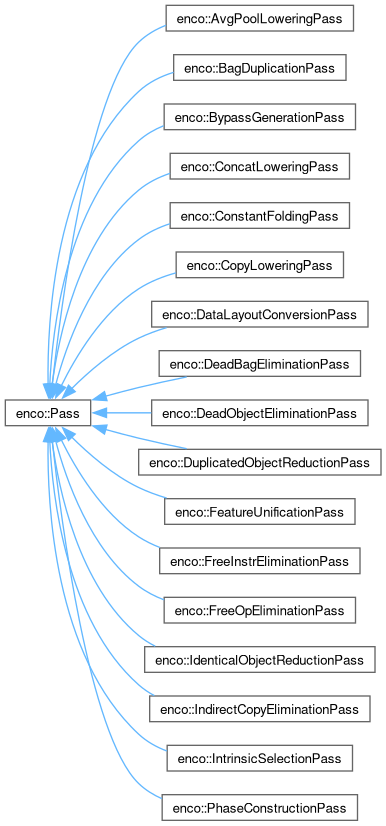 enco::AvgPoolLoweringPass
enco::BagDuplicationPass
enco::BypassGenerationPass
enco::ConcatLoweringPass
enco::ConstantFoldingPass
enco::CopyLoweringPass
enco::DataLayoutConversionPass
enco::DeadBagEliminationPass
enco::Pass
enco::DeadObjectEliminationPass
enco::DuplicatedObjectReductionPass
enco::FeatureUnificationPass
enco::FreeInstrEliminationPass
enco::FreeOpEliminationPass
enco::IdenticalObjectReductionPass
enco::IndirectCopyEliminationPass
enco::IntrinsicSelectionPass
enco::PhaseConstructionPass